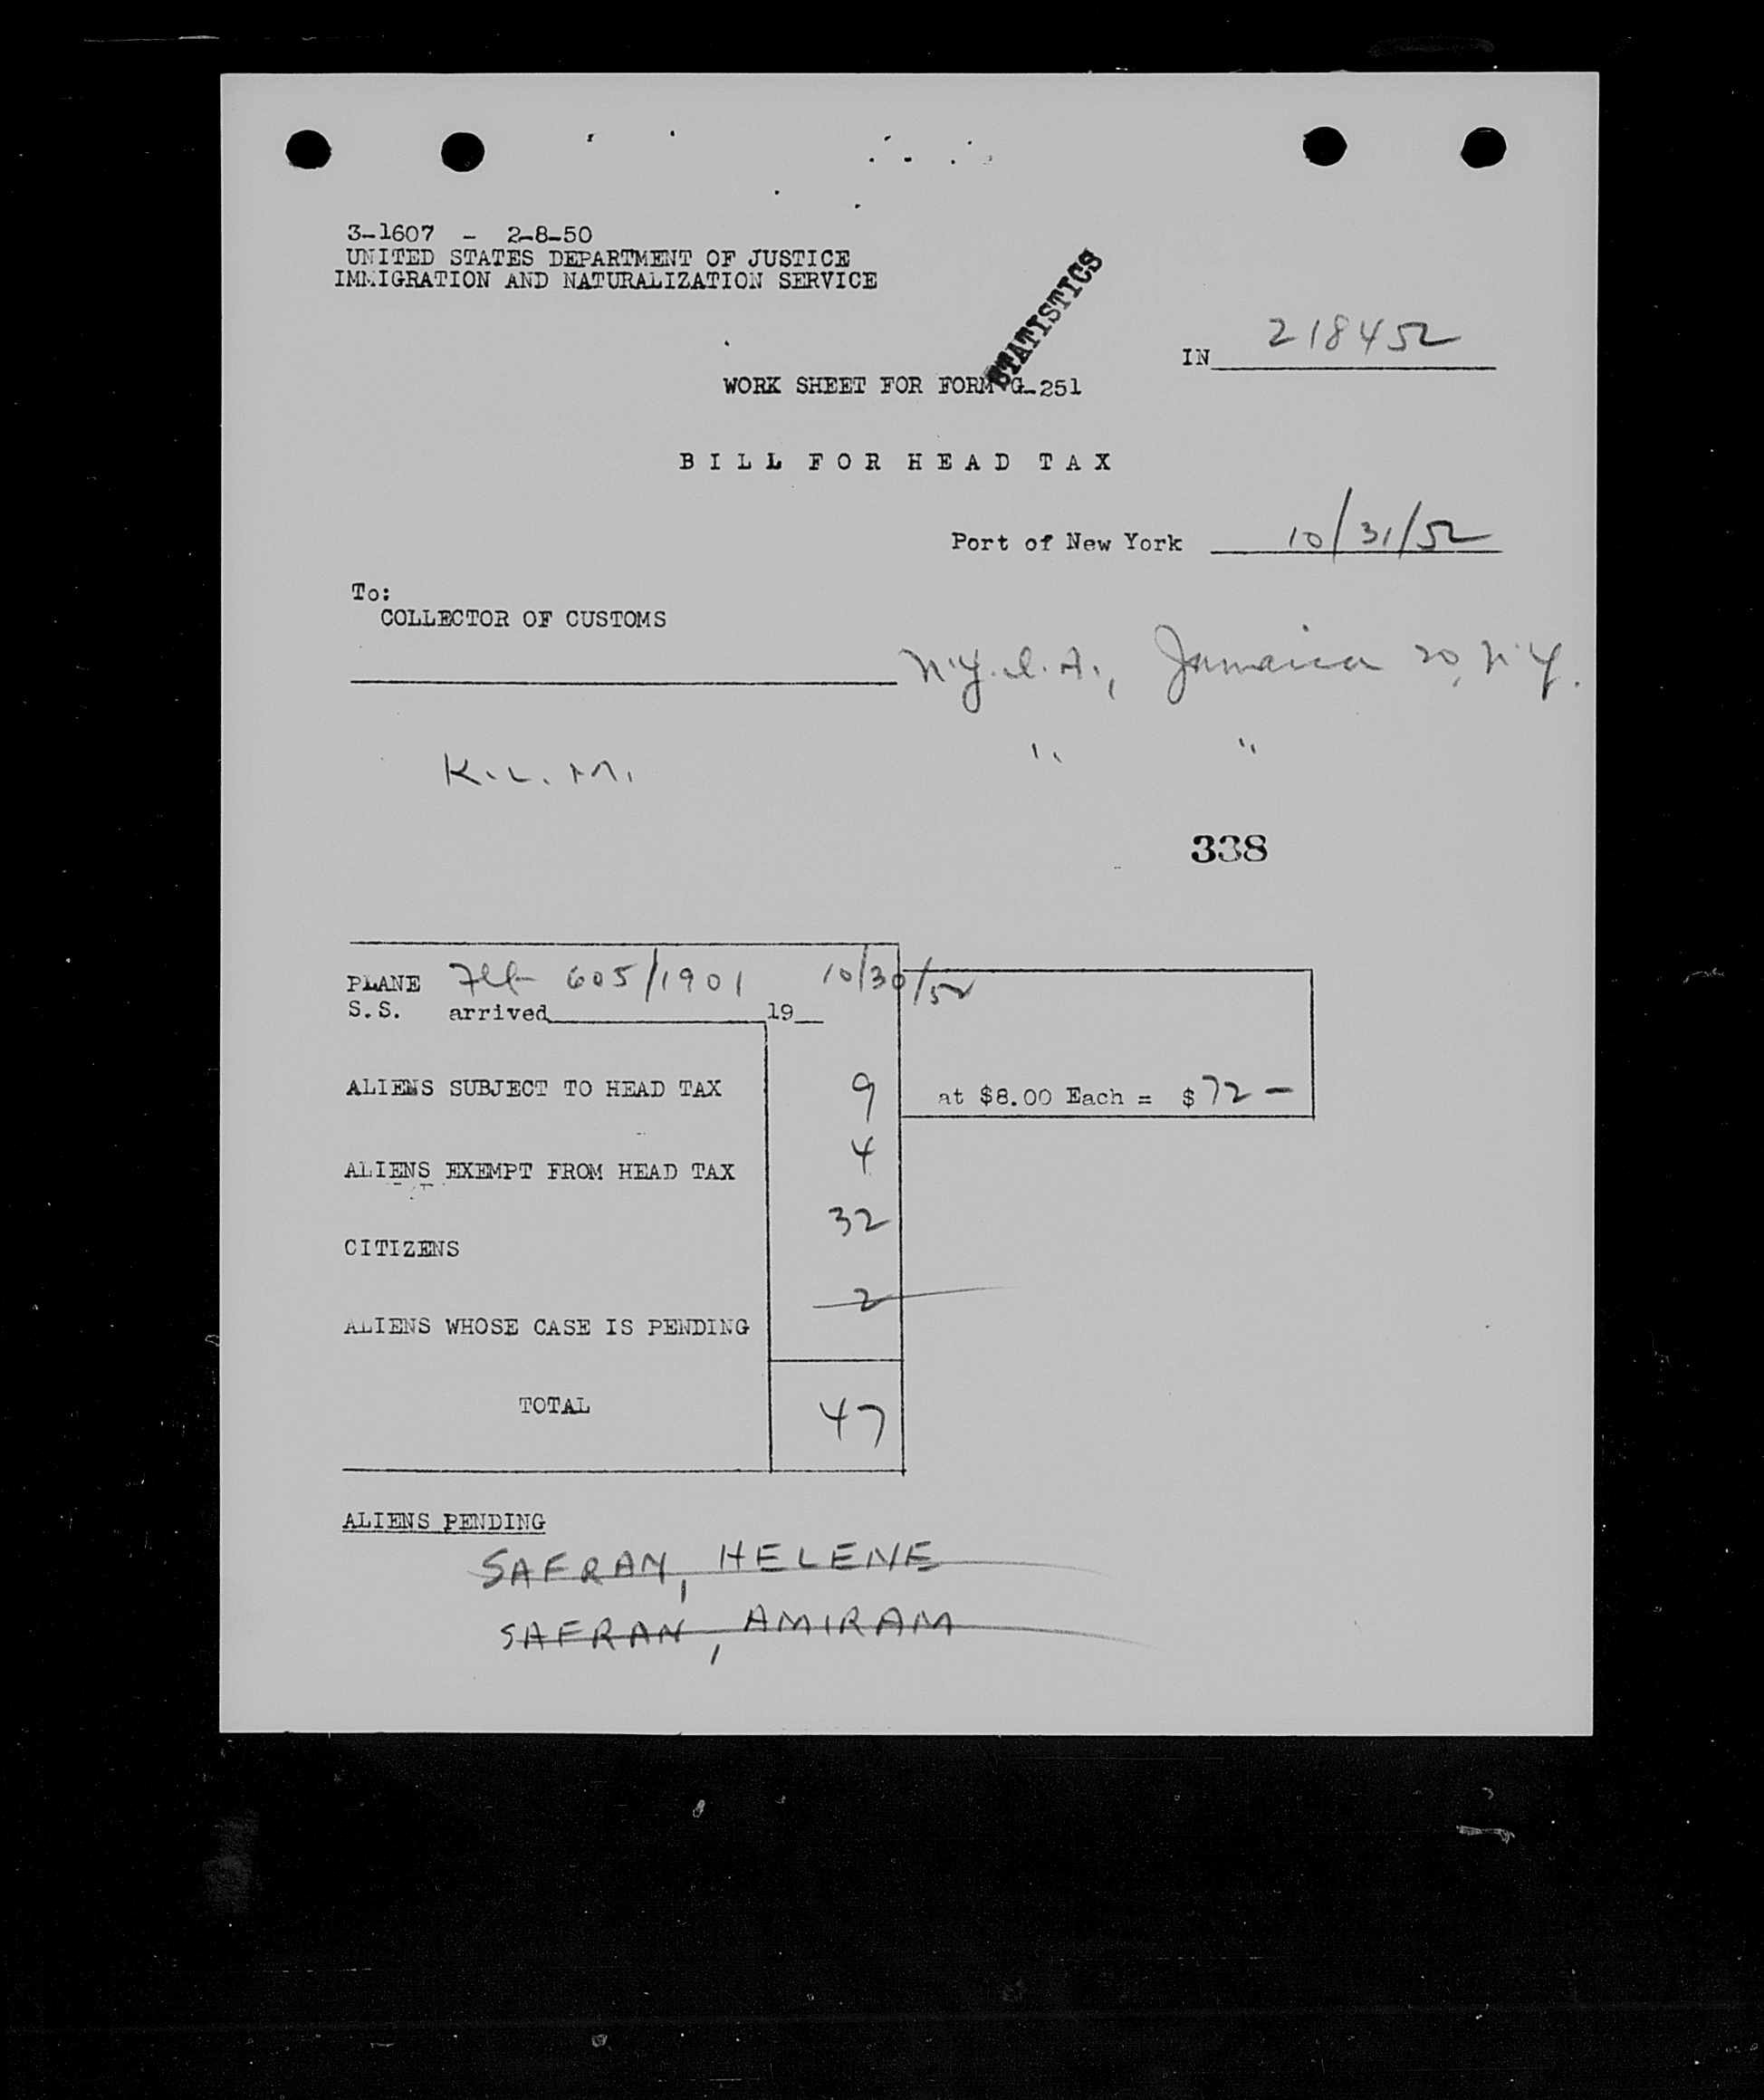 3-1607 - 2-8-50
UNITED STATES DEPARTMENT OF JUSTICE
IMMIGRATION AND NATURALIZATION SERVICE
STATISTICS
IN 218452
WORK SHEET FOR FORM G-251
BILL FOR HEAD TAX
Port of New York 10/31/52
To:
COLLECTOR OF CUSTOMS
N.Y.I.A., Jamaica 20, N.Y.
K.L.M. " "
338
PLANE Flt 605/1901 10/30/52
S.S. arrived 19
ALIENS SUBJECT TO HEAD TAX 9 at $8.00 Each = $72-
ALIENS EXEMPT FROM HEAD TAX 4
CITIZENS 32
ALIENS WHOSE CASE IS PENDING 2
TOTAL 47
ALIENS PENDING
SAFRAN, HELENE
SAFRAN, AMIRAM